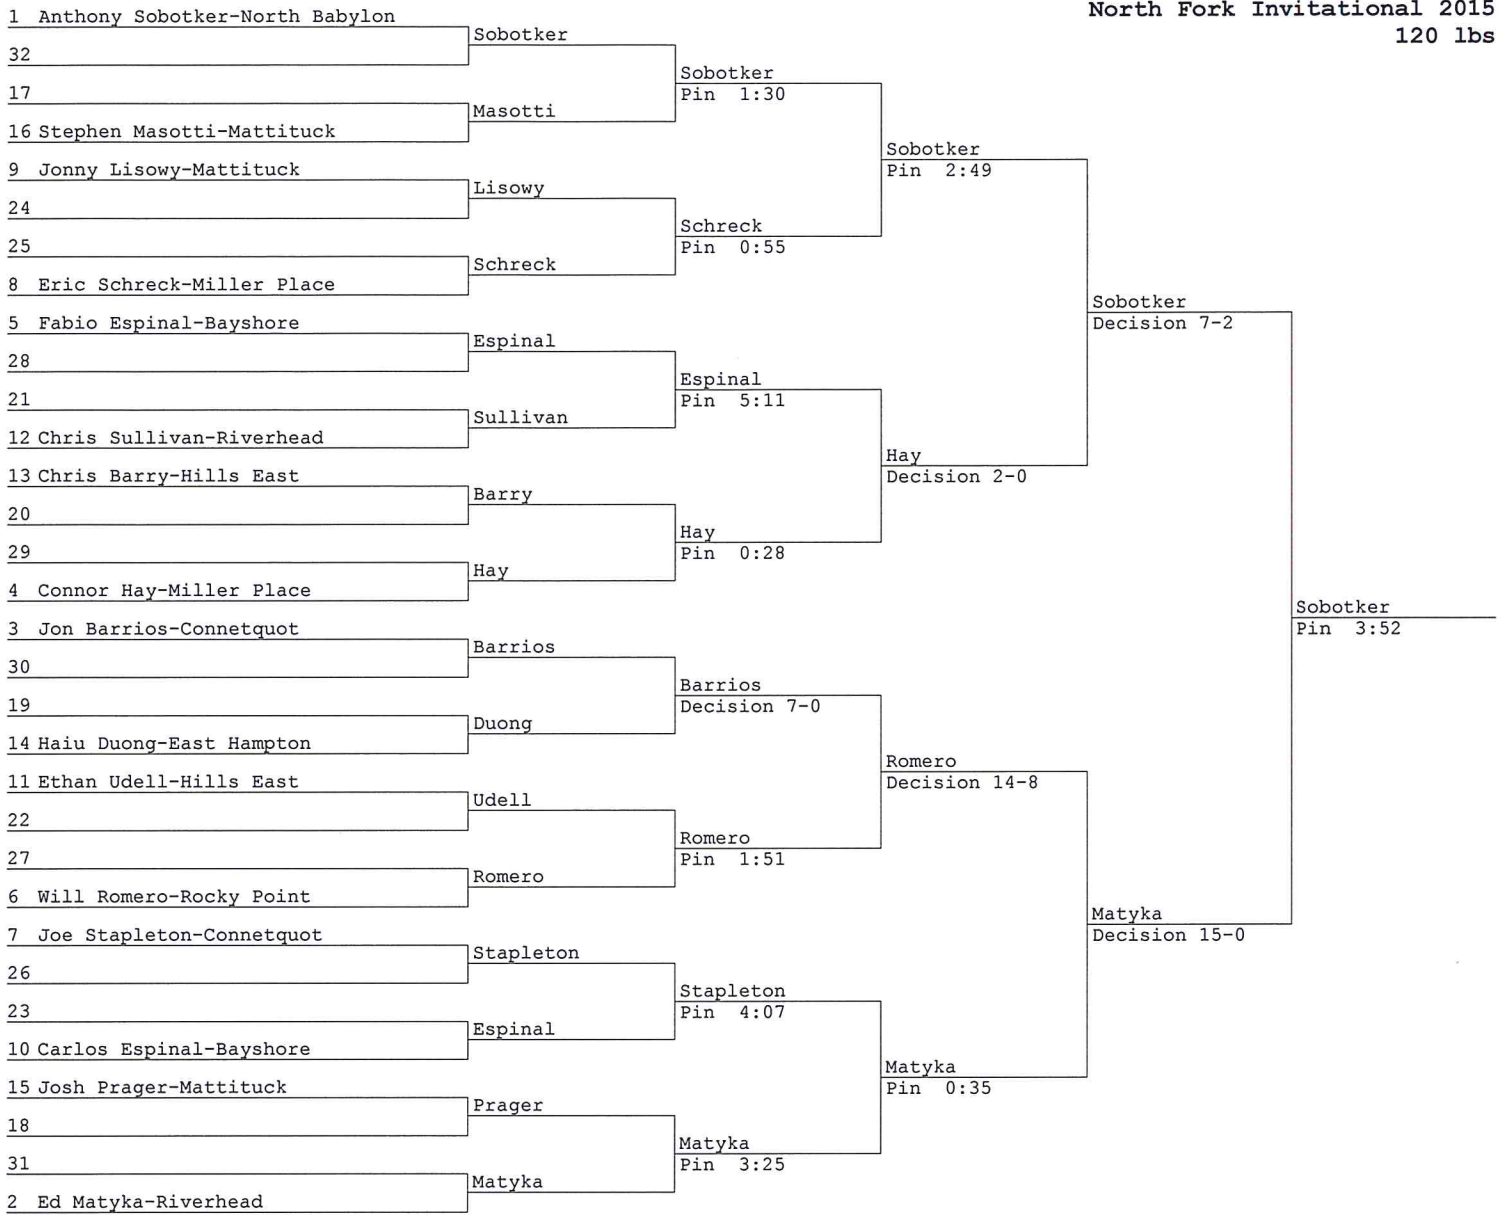 North Fork Invitational 2015
120 lbs
1 Anthony Sobotker-North Babylon
32
17
16 Stephen Masotti-Mattituck
9 Jonny Lisowy-Mattituck
24
25
8 Eric Schreck-Miller Place
5 Fabio Espinal-Bayshore
28
21
12 Chris Sullivan-Riverhead
13 Chris Barry-Hills East
20
29
4 Connor Hay-Miller Place
3 Jon Barrios-Connetquot
30
19
14 Haiu Duong-East Hampton
11 Ethan Udell-Hills East
22
27
6 Will Romero-Rocky Point
7 Joe Stapleton-Connetquot
26
23
10 Carlos Espinal-Bayshore
15 Josh Prager-Mattituck
18
31
2 Ed Matyka-Riverhead
Sobotker
Masotti
Lisowy
Schreck
Espinal
Sullivan
Barry
Hay
Barrios
Duong
Udell
Romero
Stapleton
Espinal
Prager
Matyka
Sobotker
Pin 1:30
Schreck
Pin 0:55
Espinal
Pin 5:11
Hay
Pin 0:28
Barrios
Decision 7-0
Romero
Pin 1:51
Stapleton
Pin 4:07
Matyka
Pin 3:25
Sobotker
Pin 2:49
Hay
Decision 2-0
Romero
Decision 14-8
Matyka
Pin 0:35
Sobotker
Decision 7-2
Matyka
Decision 15-0
Sobotker
Pin 3:52